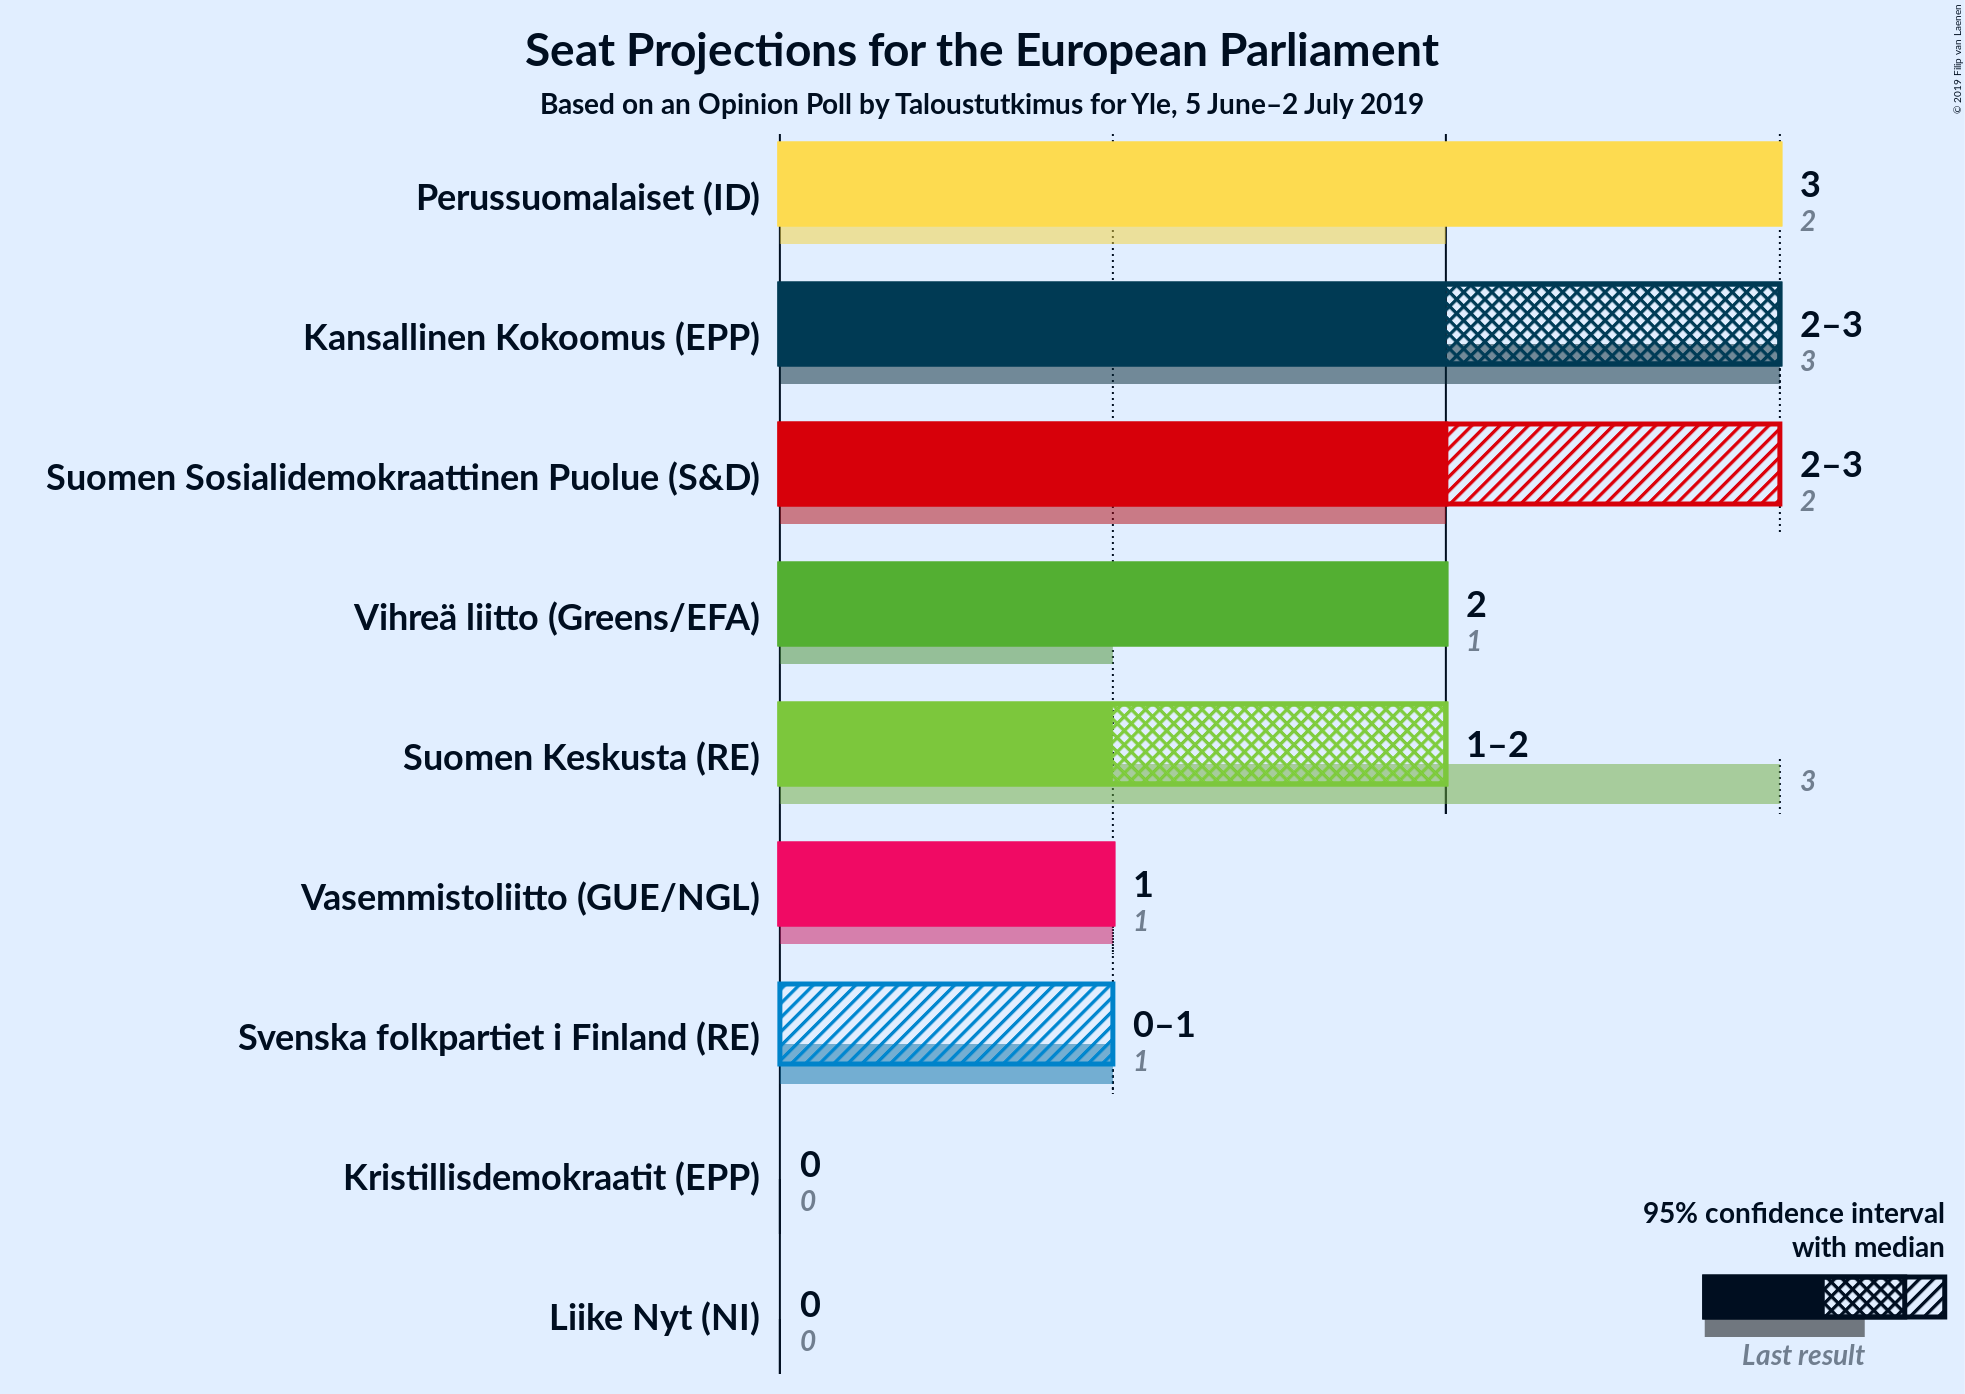 Seat Projections for the European Parliament
Based on an Opinion Poll by Taloustutkimus for Yle, 5 June–2 July 2019
© 2019 Filip van Laenen
Perussuomalaiset (ID)
3
2
Kansallinen Kokoomus (EPP)
2–3
3
Suomen Sosialidemokraattinen Puolue (S&D)
2–3
2
Vihreä liitto (Greens/EFA)
2
1
Suomen Keskusta (RE)
1–2
3
Vasemmistoliitto (GUE/NGL)
1
1
Svenska folkpartiet i Finland (RE)
0–1
1
Kristillisdemokraatit (EPP)
0
0
Liike Nyt (NI)
0
0
95% confidence interval
with median
Last result